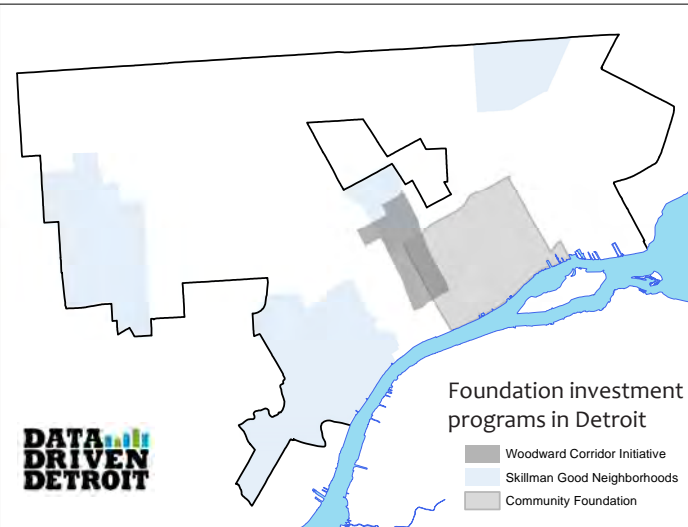 Foundation investment
programs in Detroit
Woodward Corridor Initiative
Skillman Good Neighborhoods
Community Foundation
DATA
DRIVEN
DETROIT